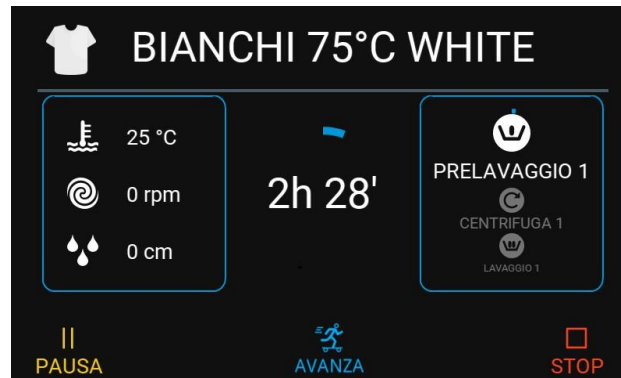 BIANCHI 75°C WHITE
25 °C
0 rpm
0 cm
2h 28'
PRELAVAGGIO 1
CENTRIFUGA 1
LAVAGGIO 1
PAUSA
AVANZA
STOP